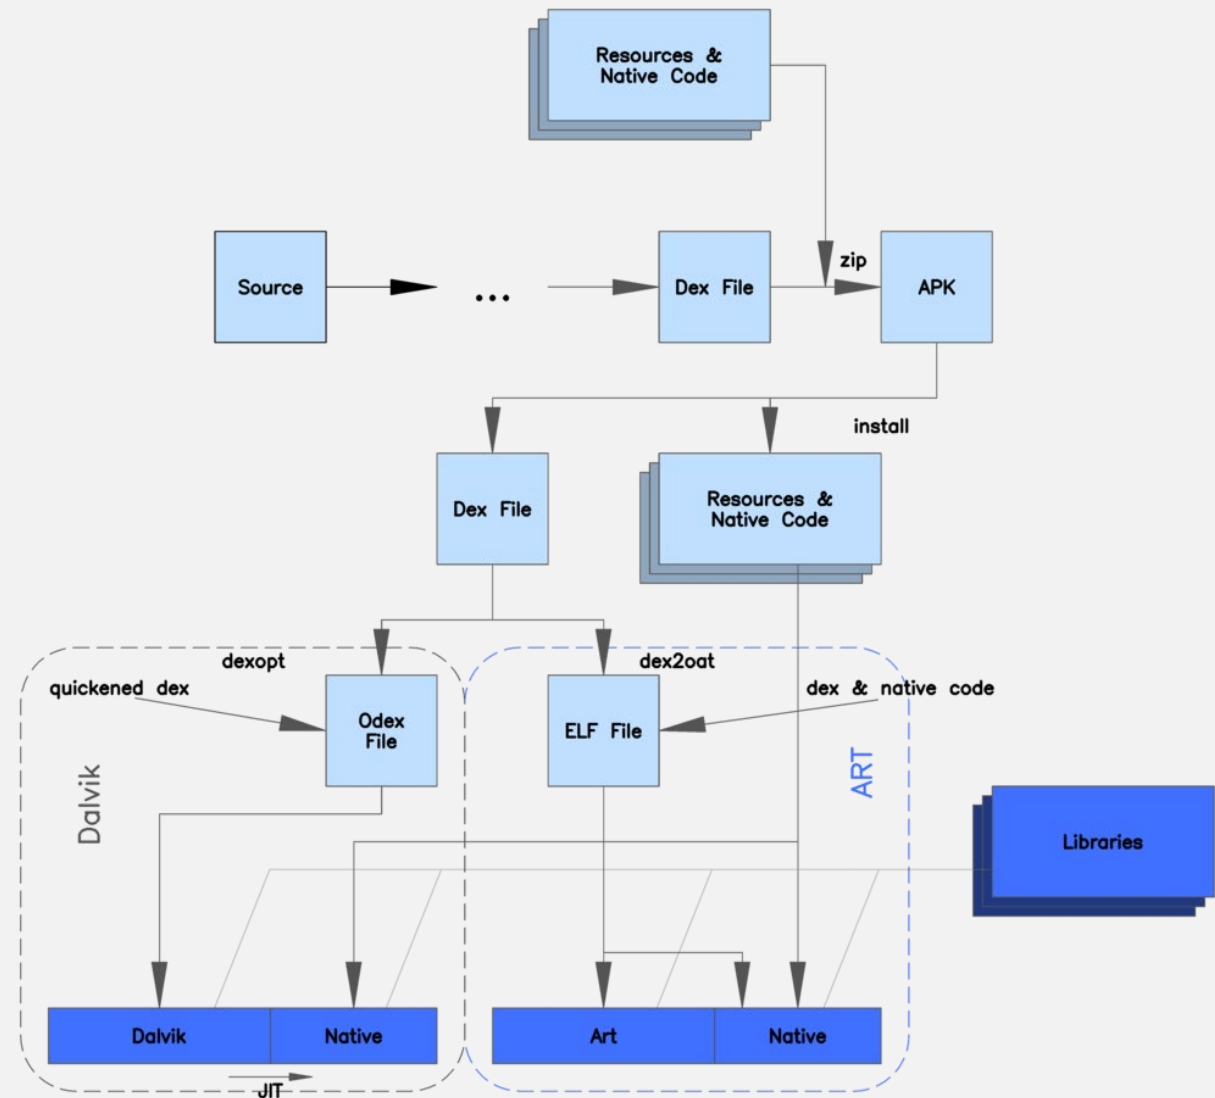 Resources &
Native Code
zip
Source
...
Dex File
APK
install
Dex File
Resources &
Native Code
dexopt
dex2oat
quickened dex
dex & native code
Odex
File
ELF File
Dalvik
ART
Libraries
Dalvik
Native
Art
Native
JIT